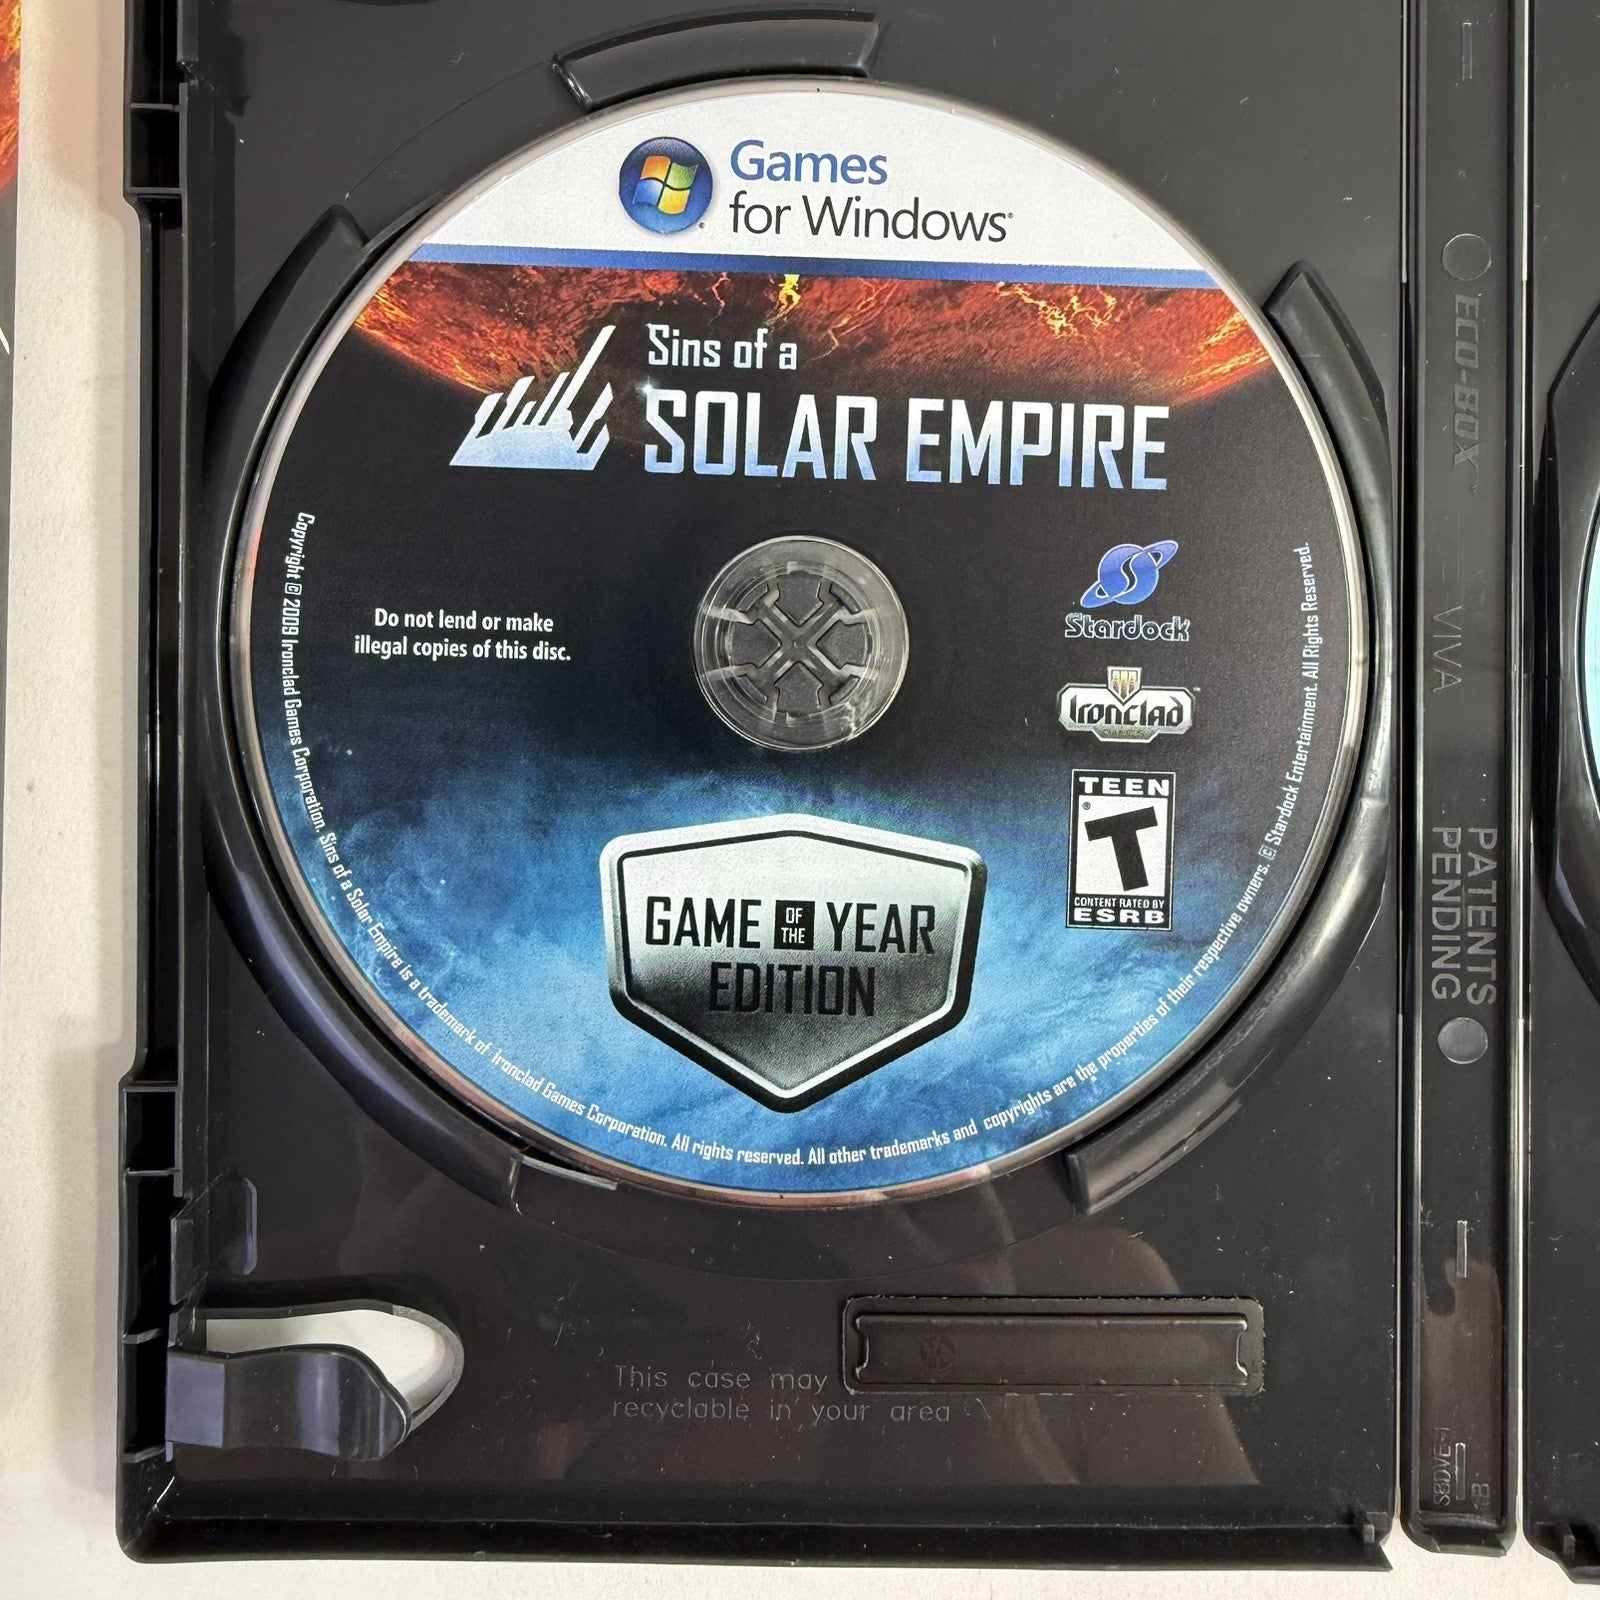 Games
for Windows®
Sins of a
SOLAR EMPIRE
Do not lend or make
illegal copies of this disc.
Stardock
Ironclad
TEEN
T
®
CONTENT RATED BY
ESRB
GAME OF THE YEAR
EDITION
Copyright © 2009 Ironclad Games Corporation. Sins of a Solar Empire is a trademark of Ironclad Games Corporation. All rights reserved. All other trademarks and copyrights are the properties of their respective owners. © Stardock Entertainment. All Rights Reserved.
This case may
recyclable in your area
ECO-BOX
VIVA
PATENTS
PENDING